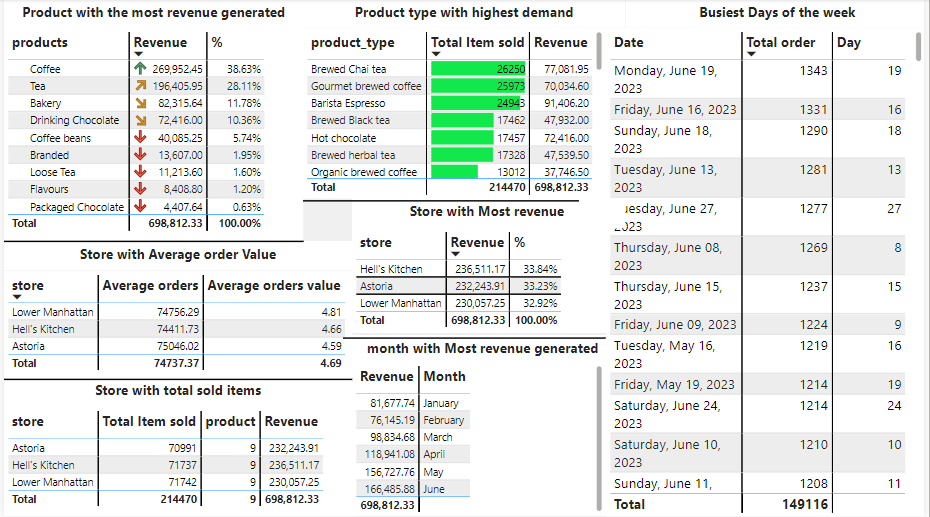 Product with the most revenue generated
products Revenue %
Coffee 269,952.45 38.63%
Tea 196,405.95 28.11%
Bakery 82,315.64 11.78%
Drinking Chocolate 72,416.00 10.36%
Coffee beans 40,085.25 5.74%
Branded 13,607.00 1.95%
Loose Tea 11,213.60 1.60%
Flavours 8,408.80 1.20%
Packaged Chocolate 4,407.64 0.63%
Total 698,812.33 100.00%
Product type with highest demand
product_type Total Item sold Revenue
Brewed Chai tea 26250 77,081.95
Gourmet brewed coffee 25973 70,034.60
Barista Espresso 24943 91,406.20
Brewed Black tea 17462 47,932.00
Hot chocolate 17457 72,416.00
Brewed herbal tea 17328 47,539.50
Organic brewed coffee 13012 37,746.50
Total 214470 698,812.33
Store with Average order Value
store Average orders Average orders value
Lower Manhattan 74756.29 4.81
Hell's Kitchen 74411.73 4.66
Astoria 75046.02 4.59
Total 74737.37 4.69
Store with Most revenue
store Revenue %
Hell's Kitchen 236,511.17 33.84%
Astoria 232,243.91 33.23%
Lower Manhattan 230,057.25 32.92%
Total 698,812.33 100.00%
Store with total sold items
store Total Item sold product Revenue
Astoria 70991 9 232,243.91
Hell's Kitchen 71737 9 236,511.17
Lower Manhattan 71742 9 230,057.25
Total 214470 9 698,812.33
month with Most revenue generated
Revenue Month
81,677.74 January
76,145.19 February
98,834.68 March
118,941.08 April
156,727.76 May
166,485.88 June
698,812.33
Busiest Days of the week
Date Total order Day
Monday, June 19, 1343 19
2023
Friday, June 16, 2023 1331 16
Sunday, June 18, 1290 18
2023
Tuesday, June 13, 1281 13
2023
June 27, 1277 27
Thursday, June 08, 1269 8
2023
Thursday, June 15, 1237 15
2023
Friday, June 09, 2023 1224 9
Tuesday, May 16, 1219 16
2023
Friday, May 19, 2023 1214 19
Saturday, June 24, 1214 24
2023
Saturday, June 10, 1210 10
2023
Sunday, June 11, 1208 11
Total 149116